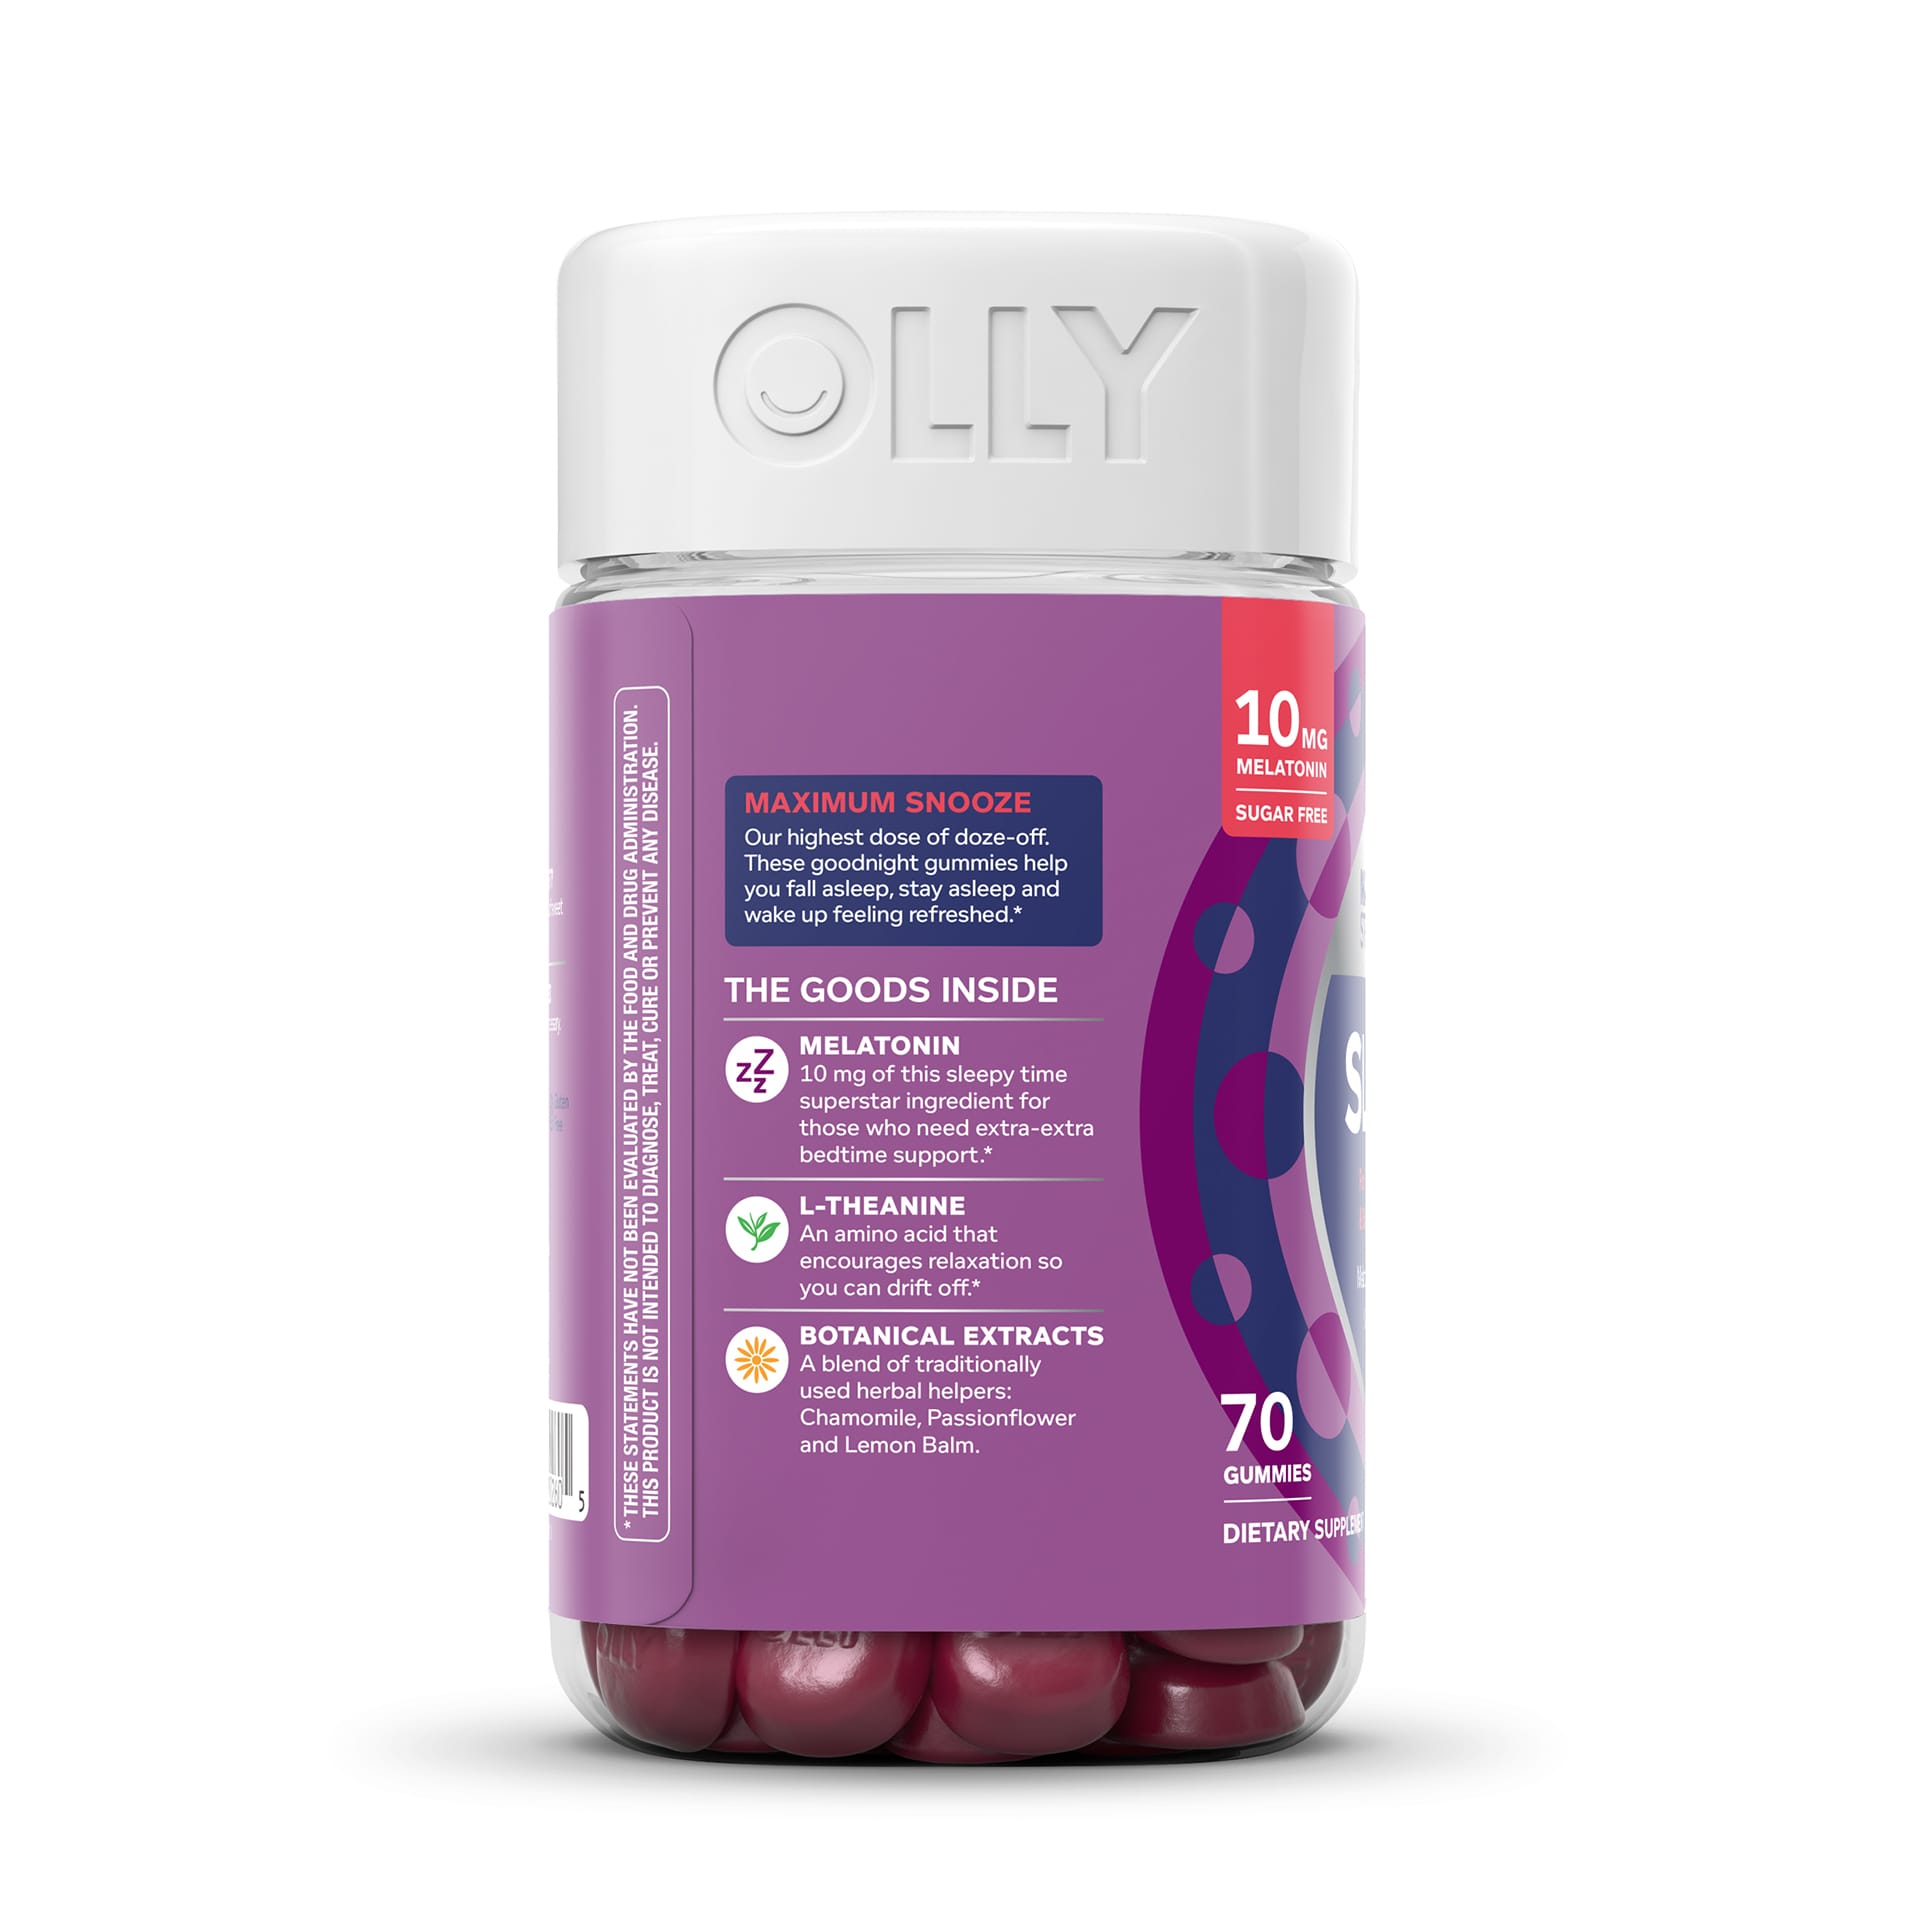 OLLY
* THESE STATEMENTS HAVE NOT BEEN EVALUATED BY THE FOOD AND DRUG ADMINISTRATION.
THIS PRODUCT IS NOT INTENDED TO DIAGNOSE, TREAT, CURE OR PREVENT ANY DISEASE.
MAXIMUM SNOOZE
Our highest dose of doze-off.
These goodnight gummies help
you fall asleep, stay asleep and
wake up feeling refreshed.*
THE GOODS INSIDE
zZz
MELATONIN
10 mg of this sleepy time
superstar ingredient for
those who need extra-extra
bedtime support.*
L-THEANINE
An amino acid that
encourages relaxation so
you can drift off.*
BOTANICAL EXTRACTS
A blend of traditionally
used herbal helpers:
Chamomile, Passionflower
and Lemon Balm.
10 MG
MELATONIN
SUGAR FREE
70
GUMMIES
DIETARY
5